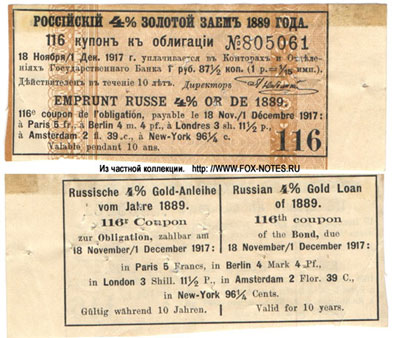 РОССІЙСКІЙ 4% ЗОЛОТОЙ ЗАЕМЪ 1889 ГОДА.
116 купонъ къ облигаціи №805061
18 Ноября/1 Дек. 1917 г. уплачивается въ Конторахъ и Отдѣле-
ніяхъ Государственнаго Банка 1 руб. 87½ коп. (1 р. = 1/15 имп.).
Дѣйствителенъ въ теченіе 10 лѣтъ. Директоръ
EMPRUNT RUSSE 4% OR DE 1889.
116e coupon de l'obligation, payable le 18 Nov./1 Décembre 1917:
à Paris 5 fr., à Berlin 4 m. 4 pf., à Londres 3 sh. 11½ p.,
à Amsterdam 2 fl. 39 c., à New-York 96¼ c.
Valable pendant 10 ans.
116
Изъ частной коллекции. http: //WWW.FOX-NOTES.RU
Russische 4% Gold-Anleihe
vom Jahre 1889.
116r Coupon
zur Obligation, zahlbar am
18 November/1 December 1917:
Russian 4% Gold Loan
of 1889.
116th coupon
of the Bond, due
18 November/1 December 1917:
in Paris 5 Francs, in Berlin 4 Mark 4 Pf.,
in London 3 Shill. 11½ P., in Amsterdam 2 Flor. 39 C.,
in New-York 96¼ Cents.
Gültig während 10 Jahren. Valid for 10 years.